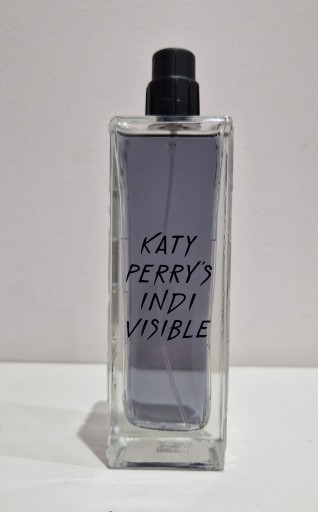 KATY
PERRY'S
INDI
VISIBLE